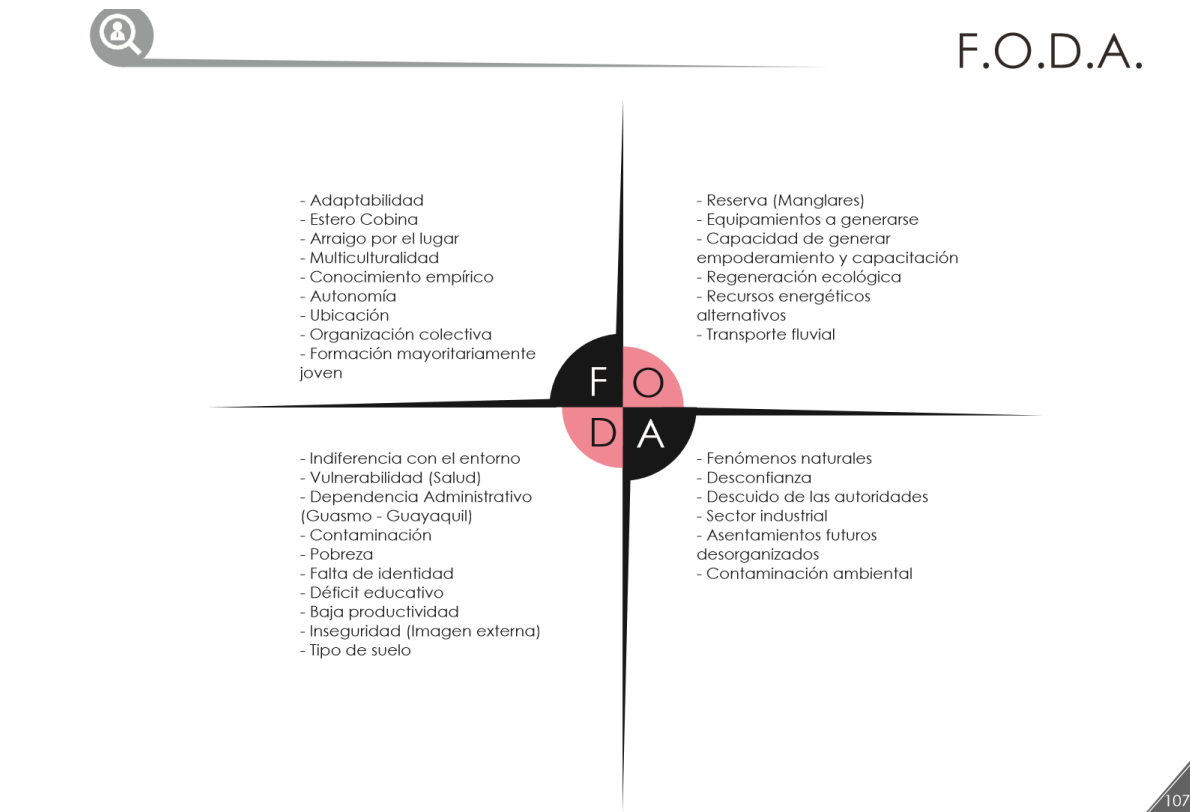 F.O.D.A.
- Adaptabilidad
- Estero Cobina
- Arraigo por el lugar
- Multiculturalidad
- Conocimiento empírico
- Autonomía
- Ubicación
- Organización colectiva
- Formación mayoritariamente
joven
- Reserva (Manglares)
- Equipamientos a generarse
- Capacidad de generar
empoderamiento y capacitación
- Regeneración ecológica
- Recursos energéticos
alternativos
- Transporte fluvial
F O
D A
- Indiferencia con el entorno
- Vulnerabilidad (Salud)
- Dependencia Administrativo
(Guasmo - Guayaquil)
- Contaminación
- Pobreza
- Falta de identidad
- Déficit educativo
- Baja productividad
- Inseguridad (Imagen externa)
- Tipo de suelo
- Fenómenos naturales
- Desconfianza
- Descuido de las autoridades
- Sector industrial
- Asentamientos futuros
desorganizados
- Contaminación ambiental
107